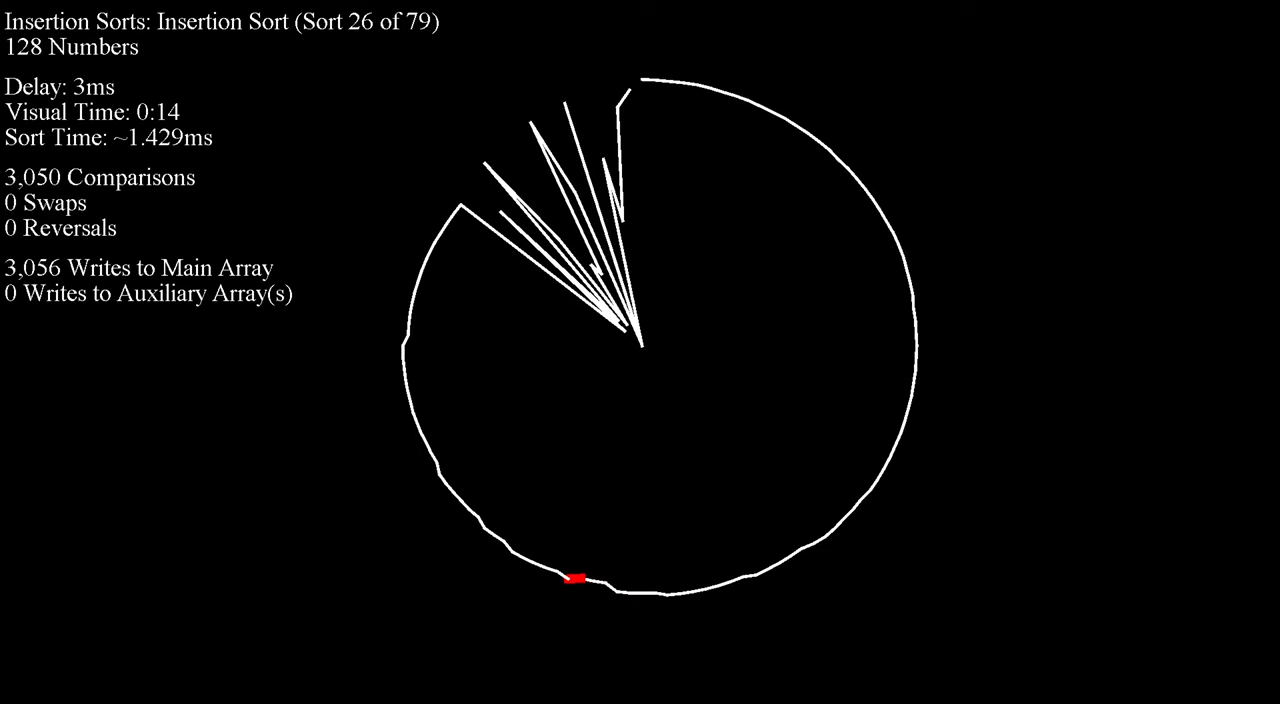 Insertion Sorts: Insertion Sort (Sort 26 of 79)
128 Numbers
Delay: 3ms
Visual Time: 0:14
Sort Time: ~1.429ms
3,050 Comparisons
0 Swaps
0 Reversals
3,056 Writes to Main Array
0 Writes to Auxiliary Array(s)